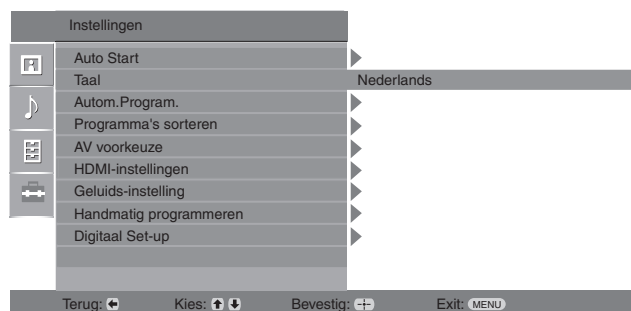 Instellingen
Auto Start
Taal Nederlands
Autom.Program.
Programma's sorteren
AV voorkeuze
HDMI-instellingen
Geluids-instelling
Handmatig programmeren
Digitaal Set-up
Terug: Kies: Bevestig: Exit: MENU